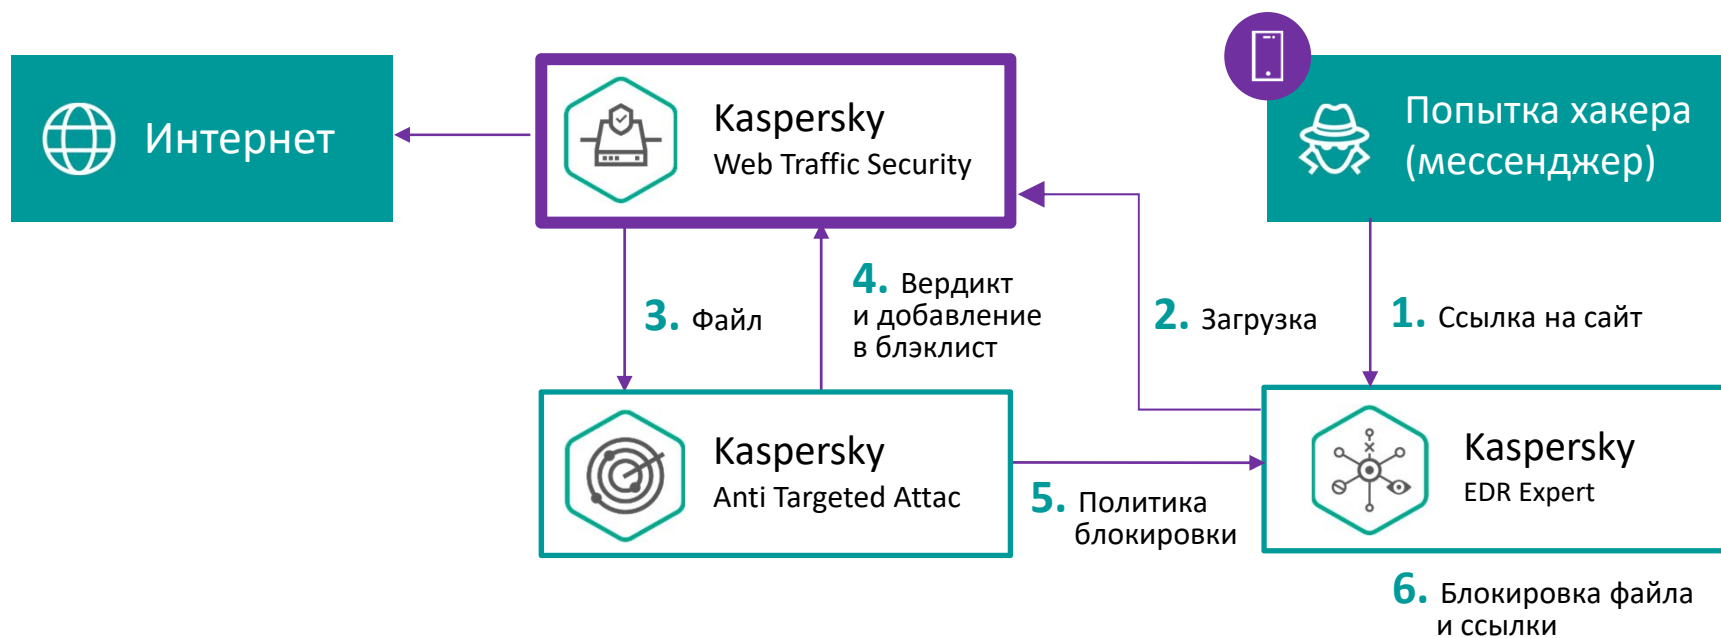 Интернет
Kaspersky
Web Traffic Security
Попытка хакера
(мессенджер)
3. Файл
4. Вердикт
и добавление
в блэклист
2. Загрузка
1. Ссылка на сайт
Kaspersky
Anti Targeted Attac
5. Политика
блокировки
Kaspersky
EDR Expert
6. Блокировка файла
и ссылки